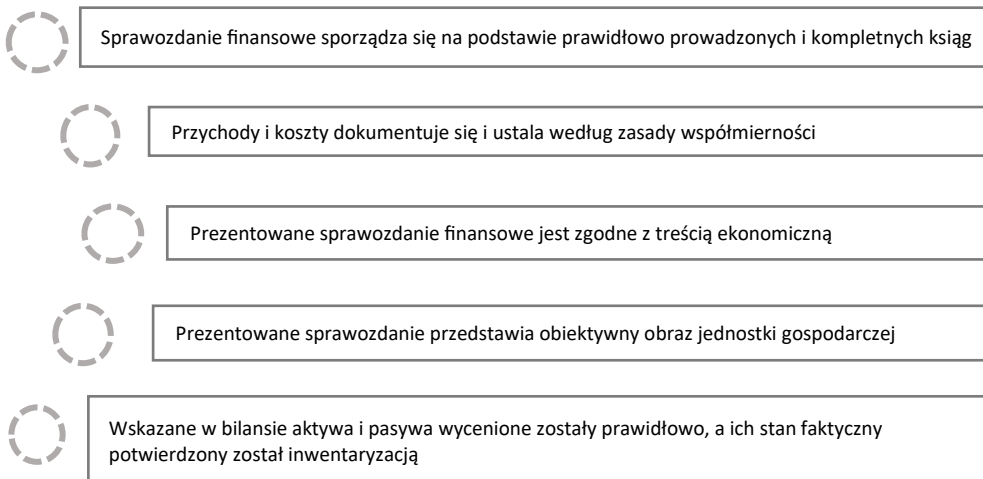 Sprawozdanie finansowe sporządza się na podstawie prawidłowo prowadzonych i kompletnych ksiąg
Przychody i koszty dokumentuje się i ustala według zasady współmierności
Prezentowane sprawozdanie finansowe jest zgodne z treścią ekonomiczną
Prezentowane sprawozdanie przedstawia obiektywny obraz jednostki gospodarczej
Wskazane w bilansie aktywa i pasywa wycenione zostały prawidłowo, a ich stan faktyczny
potwierdzony został inwentaryzacją